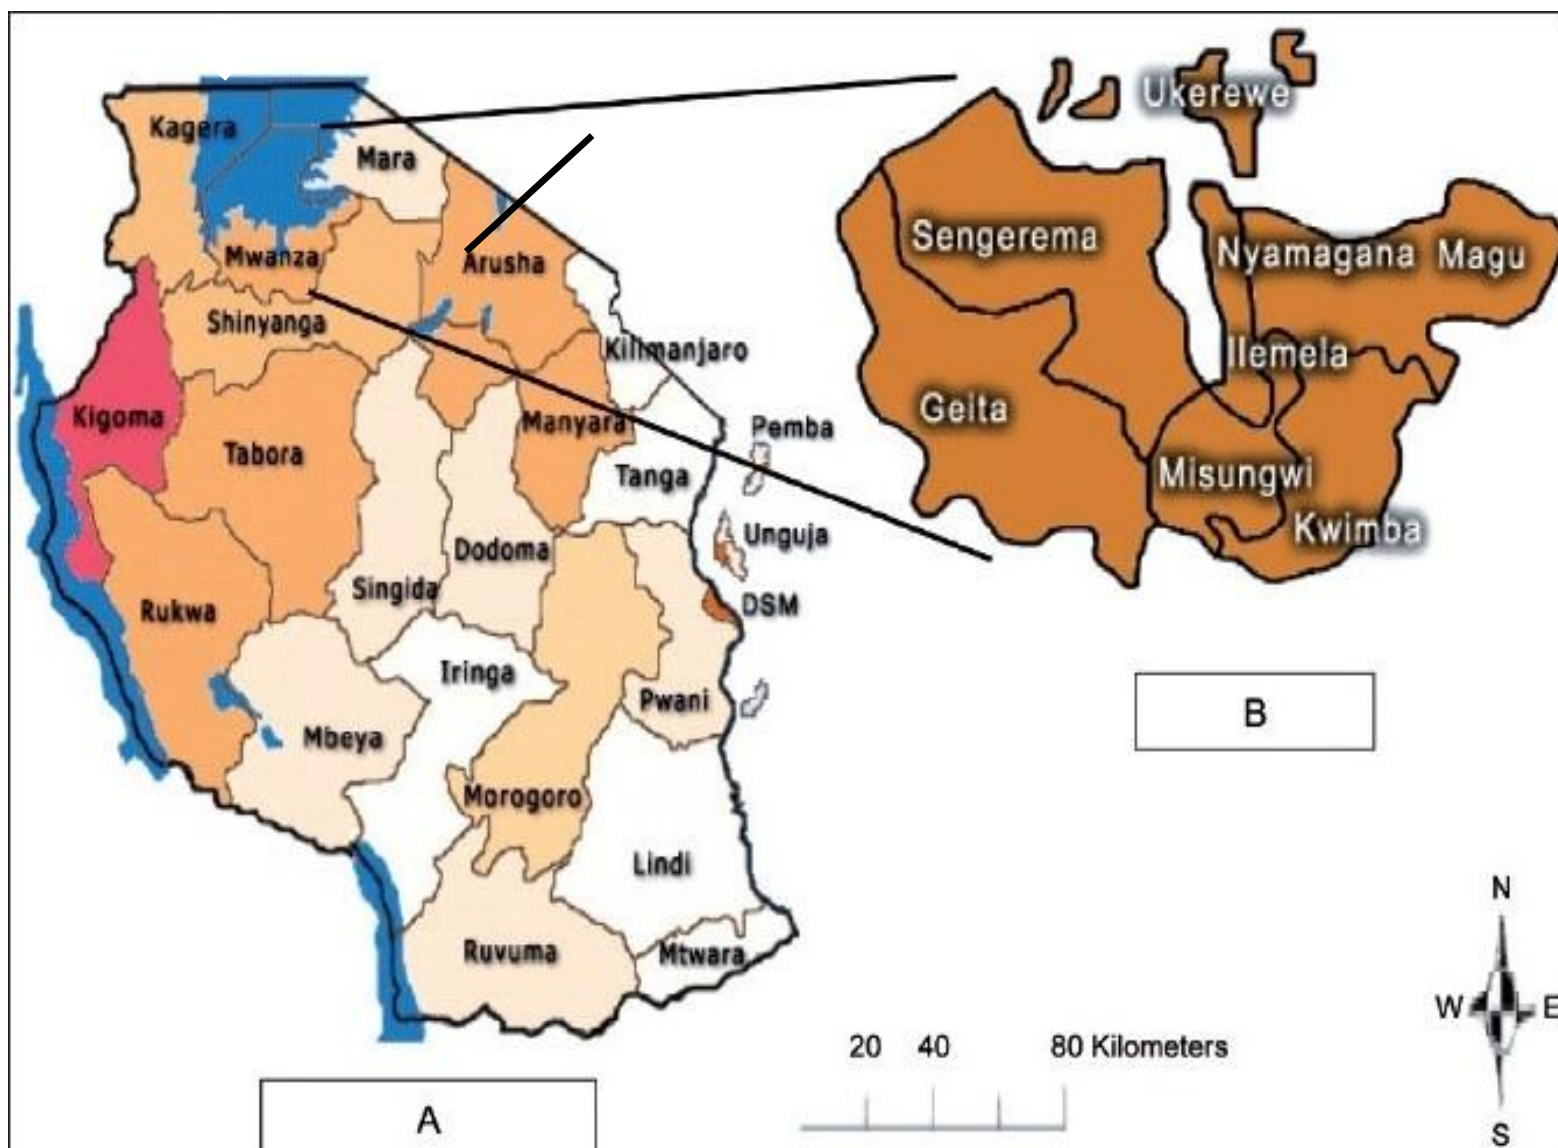 Kagera
Mara
Mwanza
Arusha
Shinyanga
Kilimanjaro
Kigoma
Tabora
Manyara
Pemba
Tanga
Unguja
Dodoma
Singida
DSM
Rukwa
Iringa
Pwani
Mbeya
Morogoro
Lindi
Ruvuma
Mtwara
A
Ukerewe
Sengerema
Nyamagana
Magu
Ilemela
Geita
Misungwi
Kwimba
B
N
W
E
S
20 40 80 Kilometers